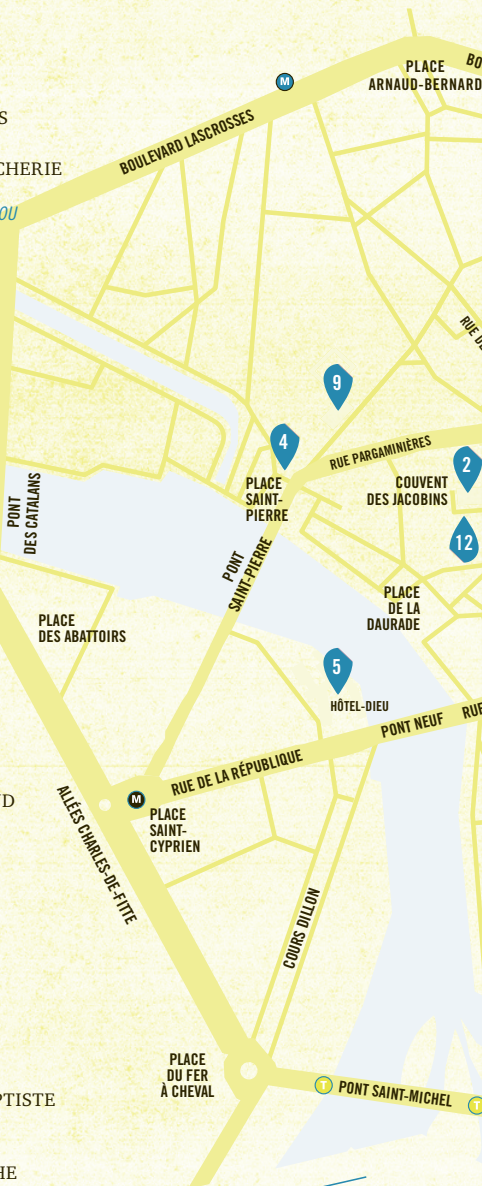 PLACE
ARNAUD-BERNARD
BO
M
BOULEVARD LASCROSSES
S
CHERIE
OU
RUE DE
9
4
RUE PARGAMINIÈRES
2
PLACE
SAINT-
PIERRE
COUVENT
DES JACOBINS
PONT
DES CATALANS
12
PONT
SAINT-PIERRE
PLACE
DE LA
DAURADE
PLACE
DES ABATTOIRS
5
HÔTEL-DIEU
PONT NEUF
RUE
RUE DE LA RÉPUBLIQUE
M
PLACE
SAINT-
CYPRIEN
D
ALLÉES CHARLES-DE-FITTE
COURS DILLON
PLACE
DU FER
À CHEVAL
T
PONT SAINT-MICHEL
T
PTISTE
HE